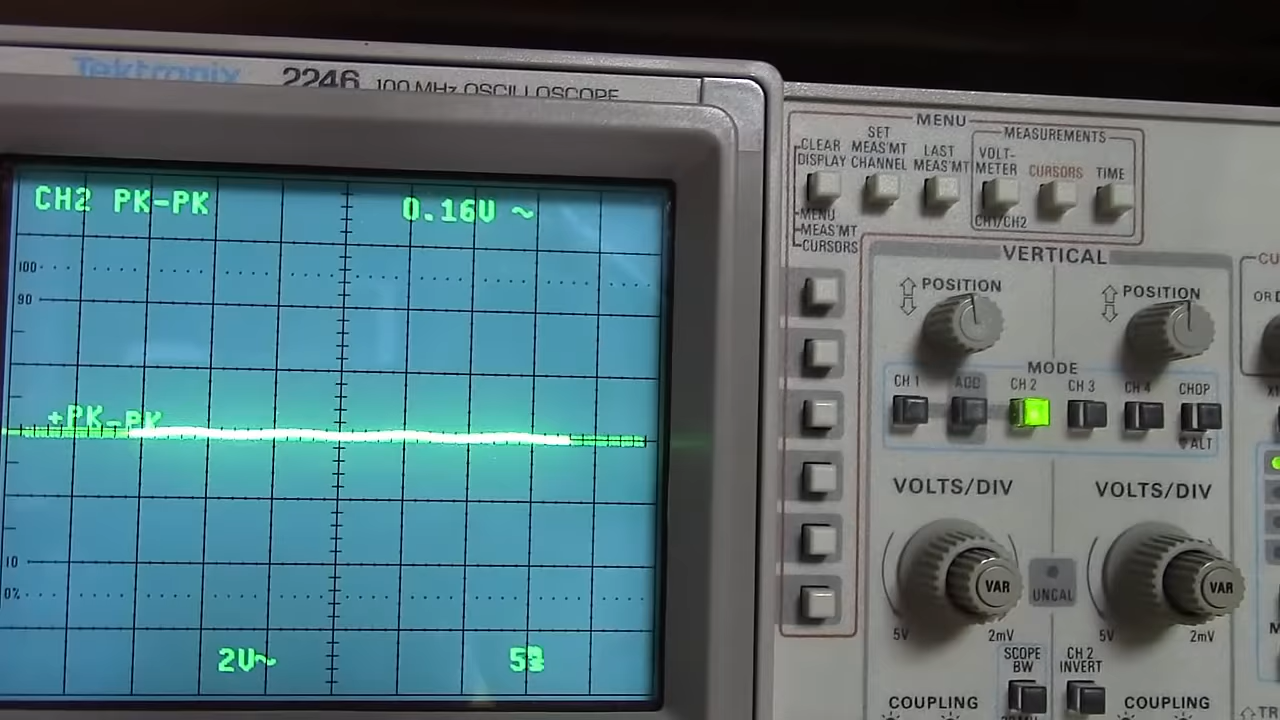 Tektronix 2246 100 MHz OSCILLOSCOPE
CH2 PK-PK 0.16V ~
100
90
+PK-PK
10
0%
2V~
MENU
CLEAR DISPLAY
SET MEAS'MT CHANNEL
LAST MEAS'MT
MEASUREMENTS
VOLT-METER
CH1/CH2
CURSORS
TIME
MENU
MEAS'MT
CURSORS
VERTICAL
POSITION
POSITION
MODE
CH 1
ADD
CH 2
CH 3
CH 4
CHOP
ALT
VOLTS/DIV
VOLTS/DIV
VAR
VAR
UNCAL
5V
2mV
5V
2mV
SCOPE BW
CH 2 INVERT
COUPLING
COUPLING